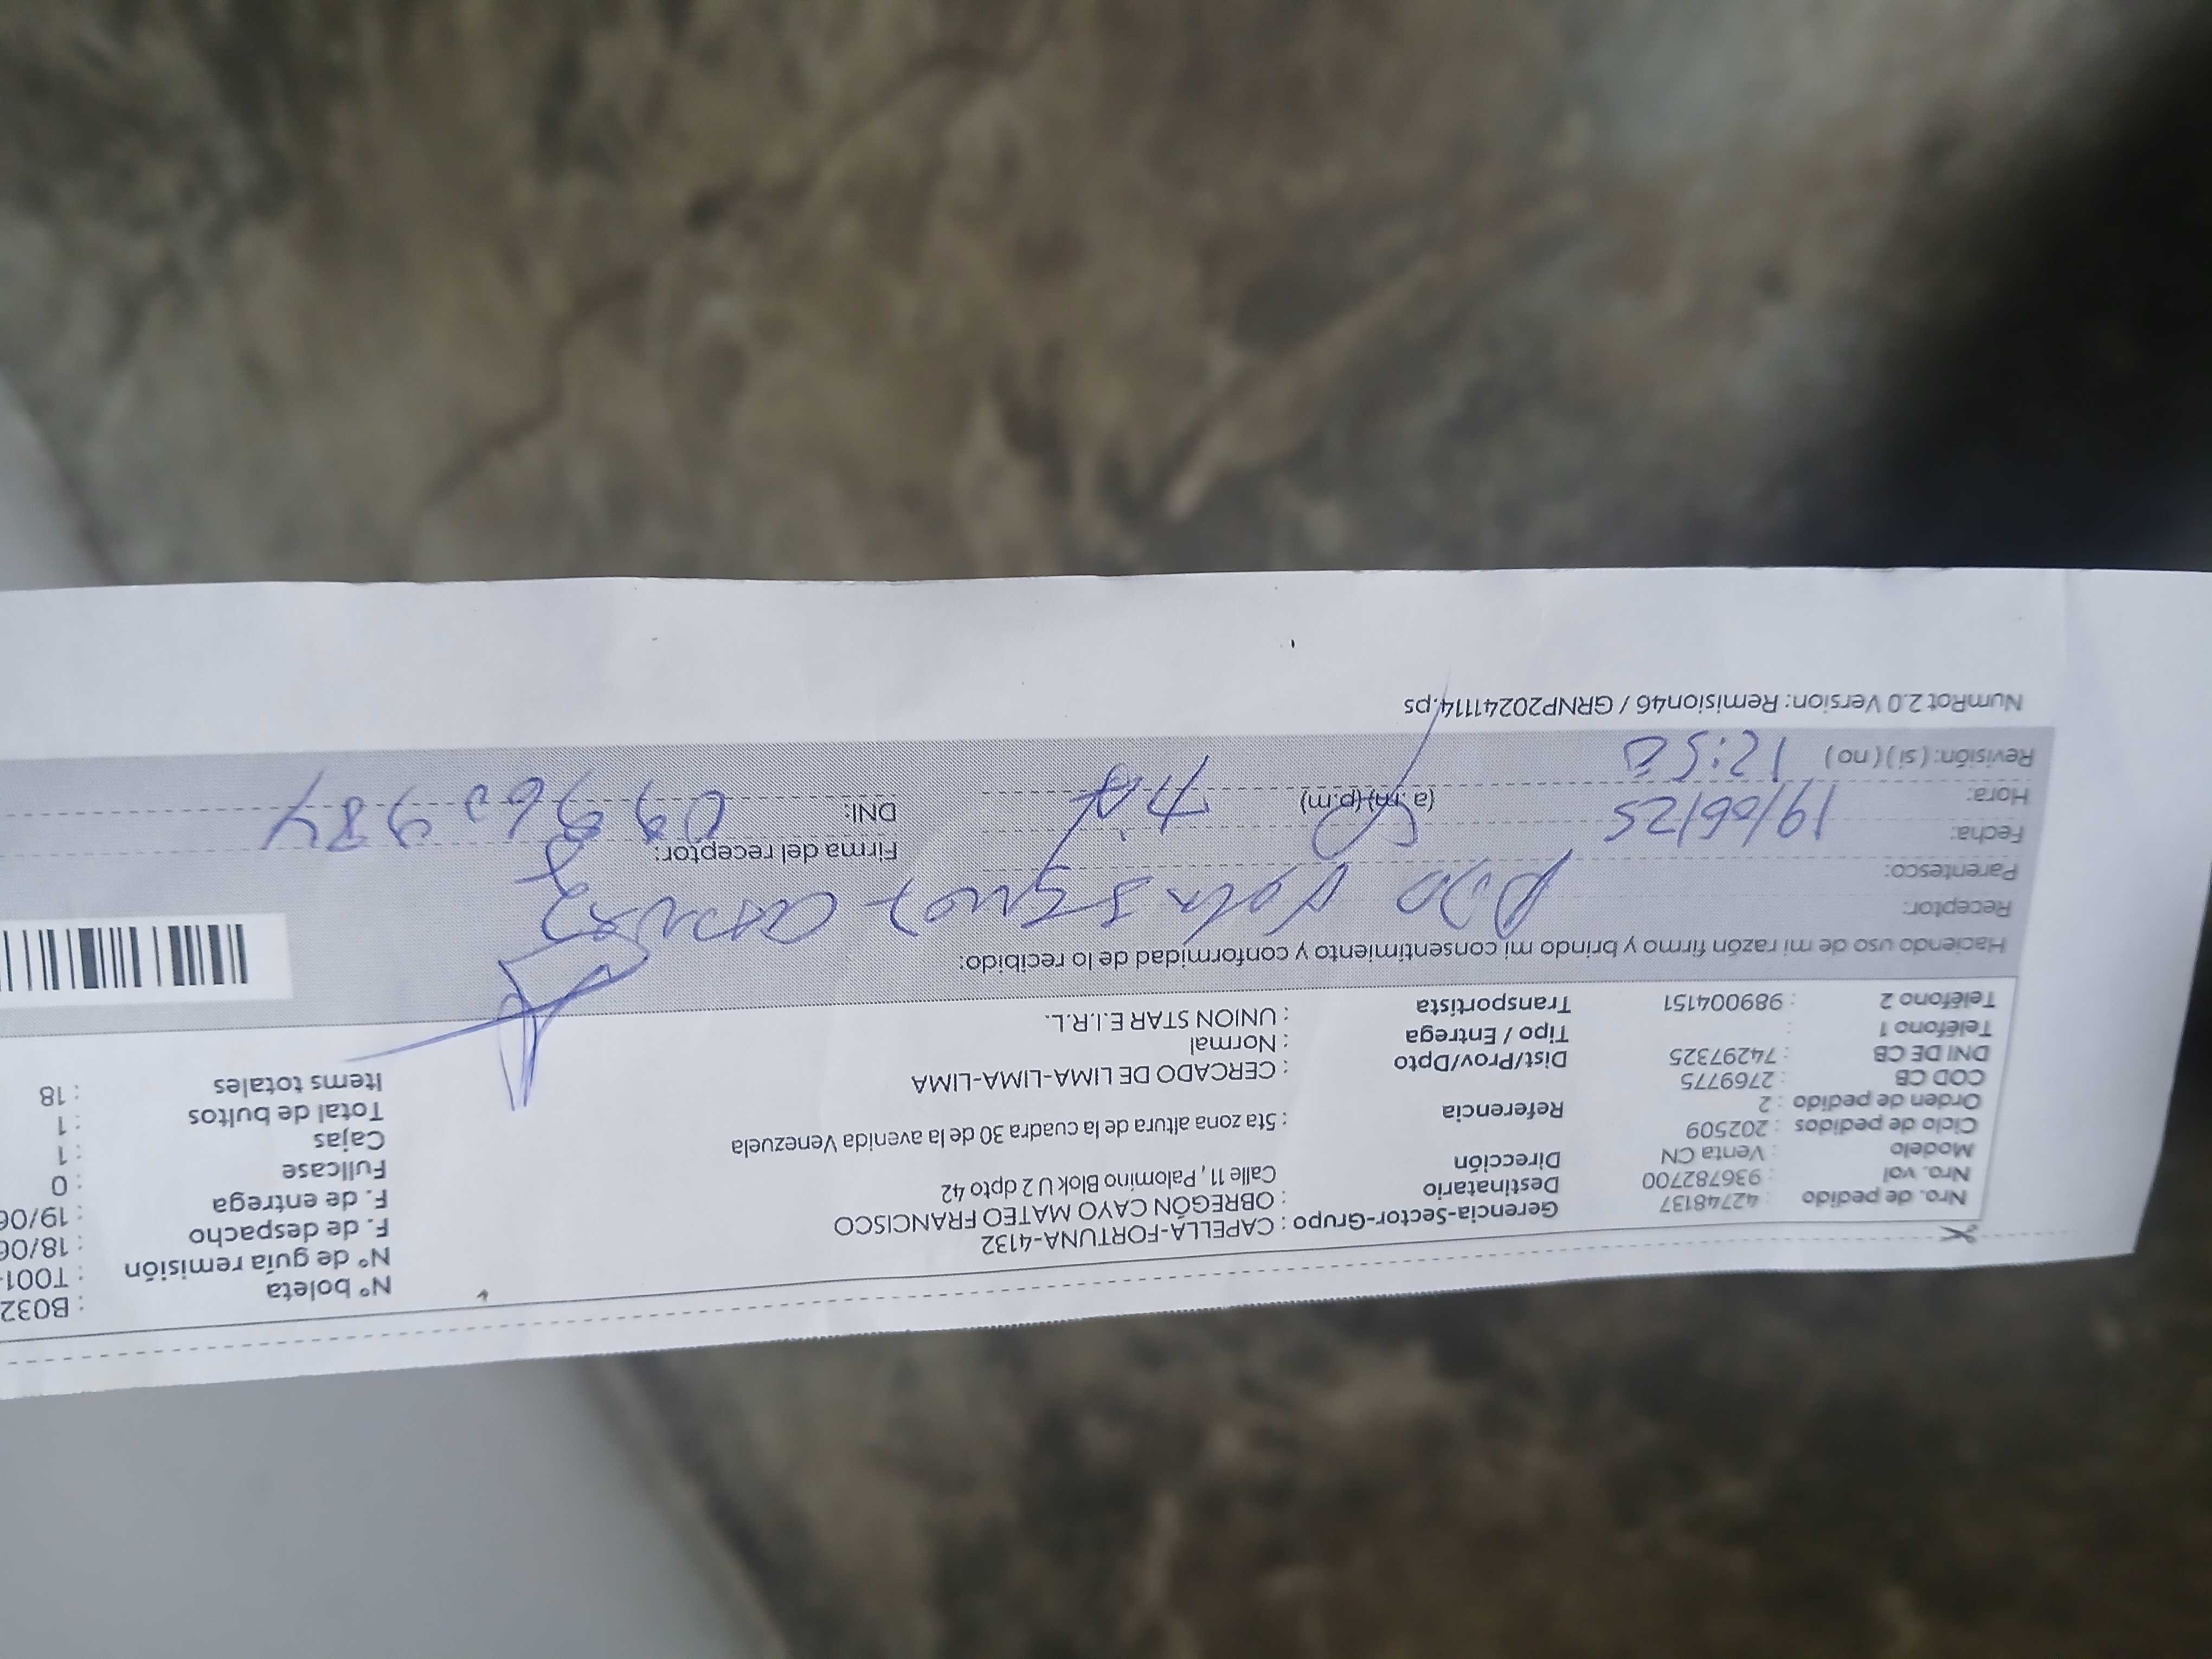 Nro. de pedido : 42748137
Nro. val : 936782700
Modelo : Venta CN
Ciclo de pedidos : 202509
Orden de pedido : 2
COD CB : 2769775
DNI DE CB : 74297325
Teléfono 1 :
Teléfono 2 : 989004151
Gerencia-Sector-Grupo : CAPELLA-FORTUNA-4132
Destinatario : OBREGÓN CAYO MATEO FRANCISCO
Dirección Calle 11, Palomino Blok U 2 dpto 42
Referencia : 5ta zona altura de la cuadra 30 de la avenida Venezuela
Dist/Prov/Dpto : CERCADO DE LIMA-LIMA-LIMA
Tipo / Entrega : Normal
Transportista : UNION STAR E.I.R.L.
N° boleta : B032
N° de guía remisión : T001-
F. de despacho : 18/06
F. de entrega : 19/06
Fullcase : 0
Cajas : 1
Total de bultos : 1
Items totales : 18
Haciendo uso de mi razón firmo y brindo mi consentimiento y conformidad de lo recibido:
Receptor:
Parentesco:
Fecha: 19/06/25
Hora: 12:50 (a.m) (p.m)
Revisión: ( si ) ( no )
Firma del receptor:
DNI:
NumRot 2.0 Version: Remision46 / GRNP20241114.ps